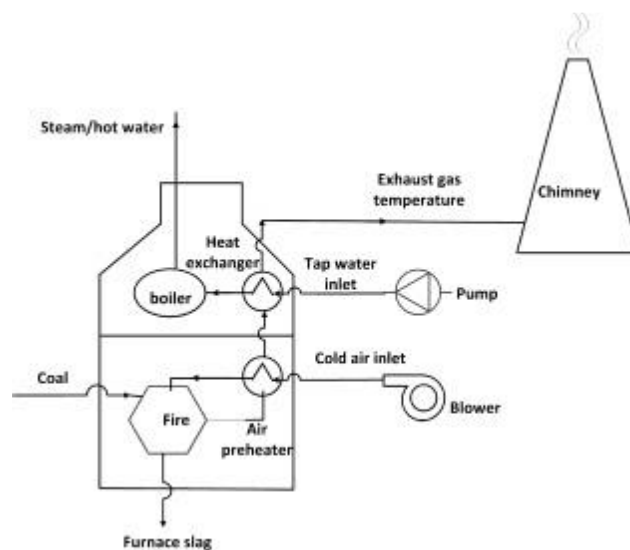 Steam/hot water
Exhaust gas
temperature
Chimney
Heat
exchanger
Tap water
inlet
boiler
Pump
Cold air inlet
Coal
Blower
Fire
Air
preheater
Furnace slag